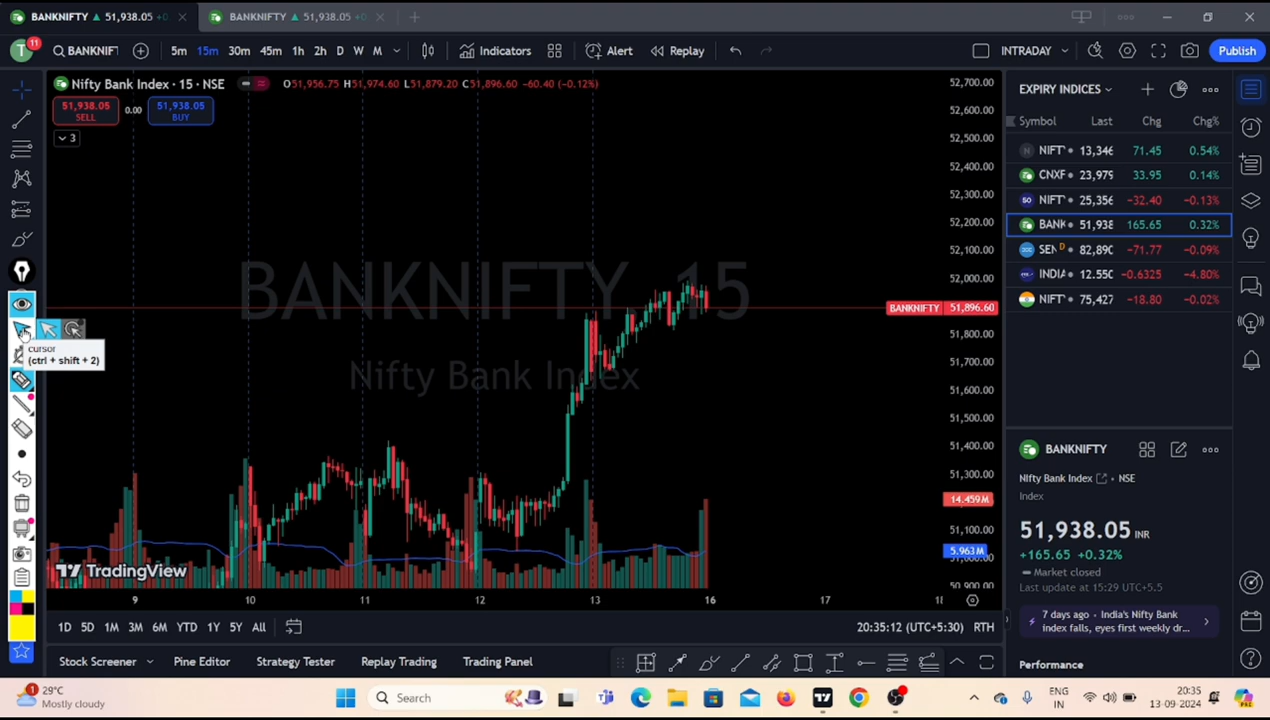 BANKNIFTY ▲ 51,938.05 +0
BANKNIFTY ▲ 51,938.05 +0
T 11 BANKNIFT 5m 15m 30m 45m 1h 2h D W M Indicators Alert Replay INTRADAY Publish
Nifty Bank Index · 15 · NSE O51,956.75 H51,974.60 L51,879.20 C51,896.60 −60.40 (−0.12%)
51,938.05 SELL 0.00 51,938.05 BUY
3
cursor
(ctrl + shift + 2)
BANKNIFTY 15
Nifty Bank Index
52,700.00
52,600.00
52,500.00
52,400.00
52,300.00
52,200.00
52,100.00
52,000.00
BANKNIFTY 51,896.60
51,800.00
51,700.00
51,600.00
51,500.00
51,400.00
51,300.00
14.459M
51,100.00
5.963M
50,900.00
TradingView
9 10 11 12 13 16 17
1D 5D 1M 3M 6M YTD 1Y 5Y All 20:35:12 (UTC+5:30) RTH
Stock Screener Pine Editor Strategy Tester Replay Trading Trading Panel
EXPIRY INDICES
Symbol Last Chg Chg%
NIFT 13,346 71.45 0.54%
CNXF 23,979 33.95 0.14%
NIFT 25,356 −32.40 −0.13%
BANK 51,938 165.65 0.32%
SEN D 82,890 −71.77 −0.09%
INDIA 12.550 −0.6325 −4.80%
NIFT 75,427 −18.80 −0.02%
BANKNIFTY
Nifty Bank Index • NSE
Index
51,938.05 INR
+165.65 +0.32%
Market closed
Last update at 15:29 UTC+5.5
7 days ago • India's Nifty Bank
index falls, eyes first weekly dr...
Performance
1 29°C
Mostly cloudy
Search
ENG
IN
20:35
13-09-2024